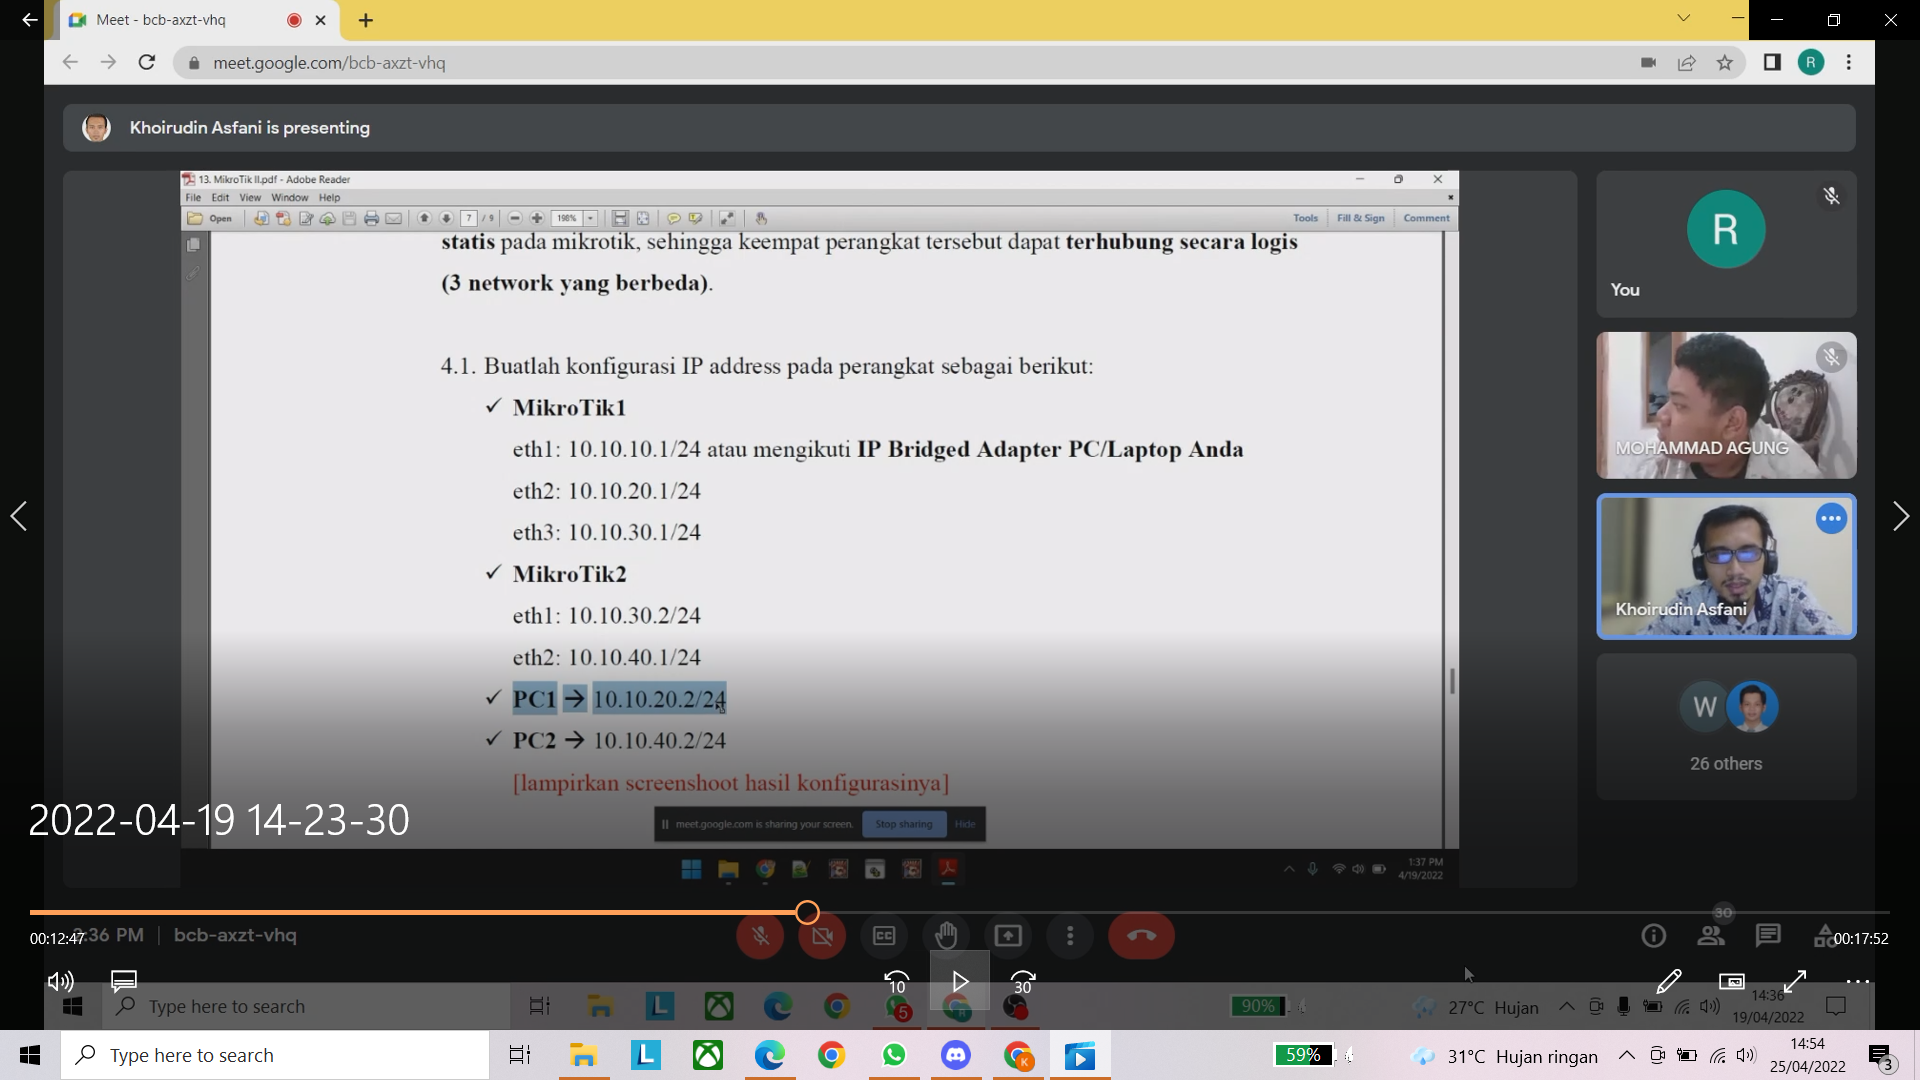 Meet - bcb-axzt-vhq
meet.google.com/bcb-axzt-vhq
R
Khoirudin Asfani is presenting
13. MikroTik II.pdf - Adobe Reader
File Edit View Window Help
Open
7 / 9
198%
Tools Fill & Sign Comment
statis pada mikrotik, sehingga keempat perangkat tersebut dapat terhubung secara logis
(3 network yang berbeda).
4.1. Buatlah konfigurasi IP address pada perangkat sebagai berikut:
✓ MikroTik1
eth1: 10.10.10.1/24 atau mengikuti IP Bridged Adapter PC/Laptop Anda
eth2: 10.10.20.1/24
eth3: 10.10.30.1/24
✓ MikroTik2
eth1: 10.10.30.2/24
eth2: 10.10.40.1/24
✓ PC1 → 10.10.20.2/24
✓ PC2 → 10.10.40.2/24
[lampirkan screenshoot hasil konfigurasinya]
meet.google.com is sharing your screen. Stop sharing Hide
1:37 PM
4/19/2022
R
You
MOHAMMAD AGUNG
Khoirudin Asfani
W
26 others
2022-04-19 14-23-30
00:12:47
:36 PM | bcb-axzt-vhq
CC
30
00:17:52
10
30
Type here to search
L
5
R
90%
27°C Hujan
14:36
19/04/2022
Type here to search
L
K
59%
31°C Hujan ringan
14:54
25/04/2022
3